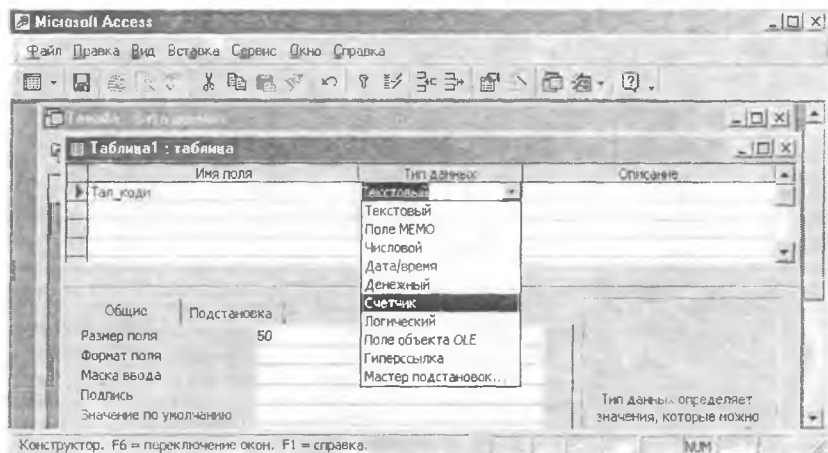 Microsoft Access
Файл Правка Вид Вставка Сервис Окно Справка
Таблица1 : таблица
Имя поля Тип данных Описание
Тал_коди Текстовый
Текстовый
Поле МЕМО
Числовой
Дата/время
Денежный
Счетчик
Логический
Поле объекта OLE
Гиперссылка
Мастер подстановок...
Общие Подстановка
Размер поля 50
Формат поля
Маска ввода
Подпись
Значение по умолчанию
Тип данных определяет
значения, которые можно
Конструктор. F6 = переключение окон. F1 = справка.
NUM